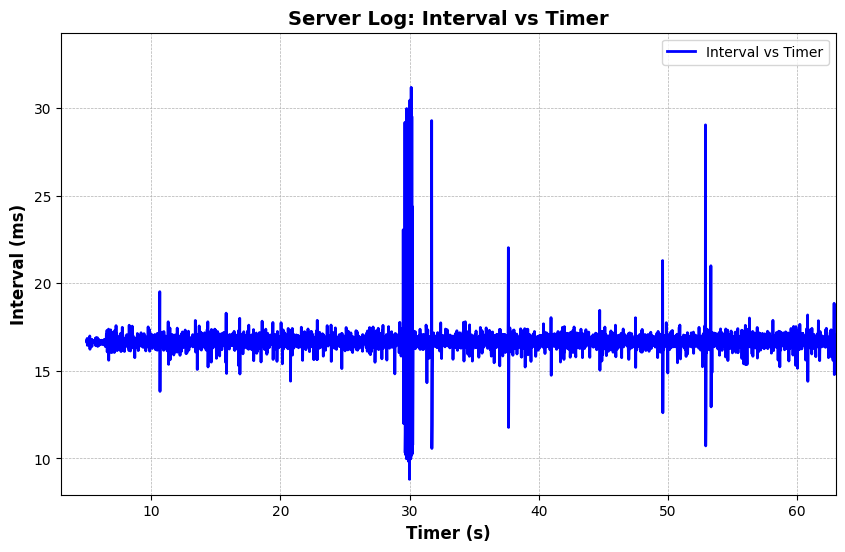 Server Log: Interval vs Timer
Interval vs Timer
30
25
20
15
10
Interval (ms)
10 20 30 40 50 60
Timer (s)